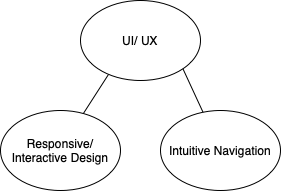 UI/ UX
Responsive/
Interactive Design
Intuitive Navigation